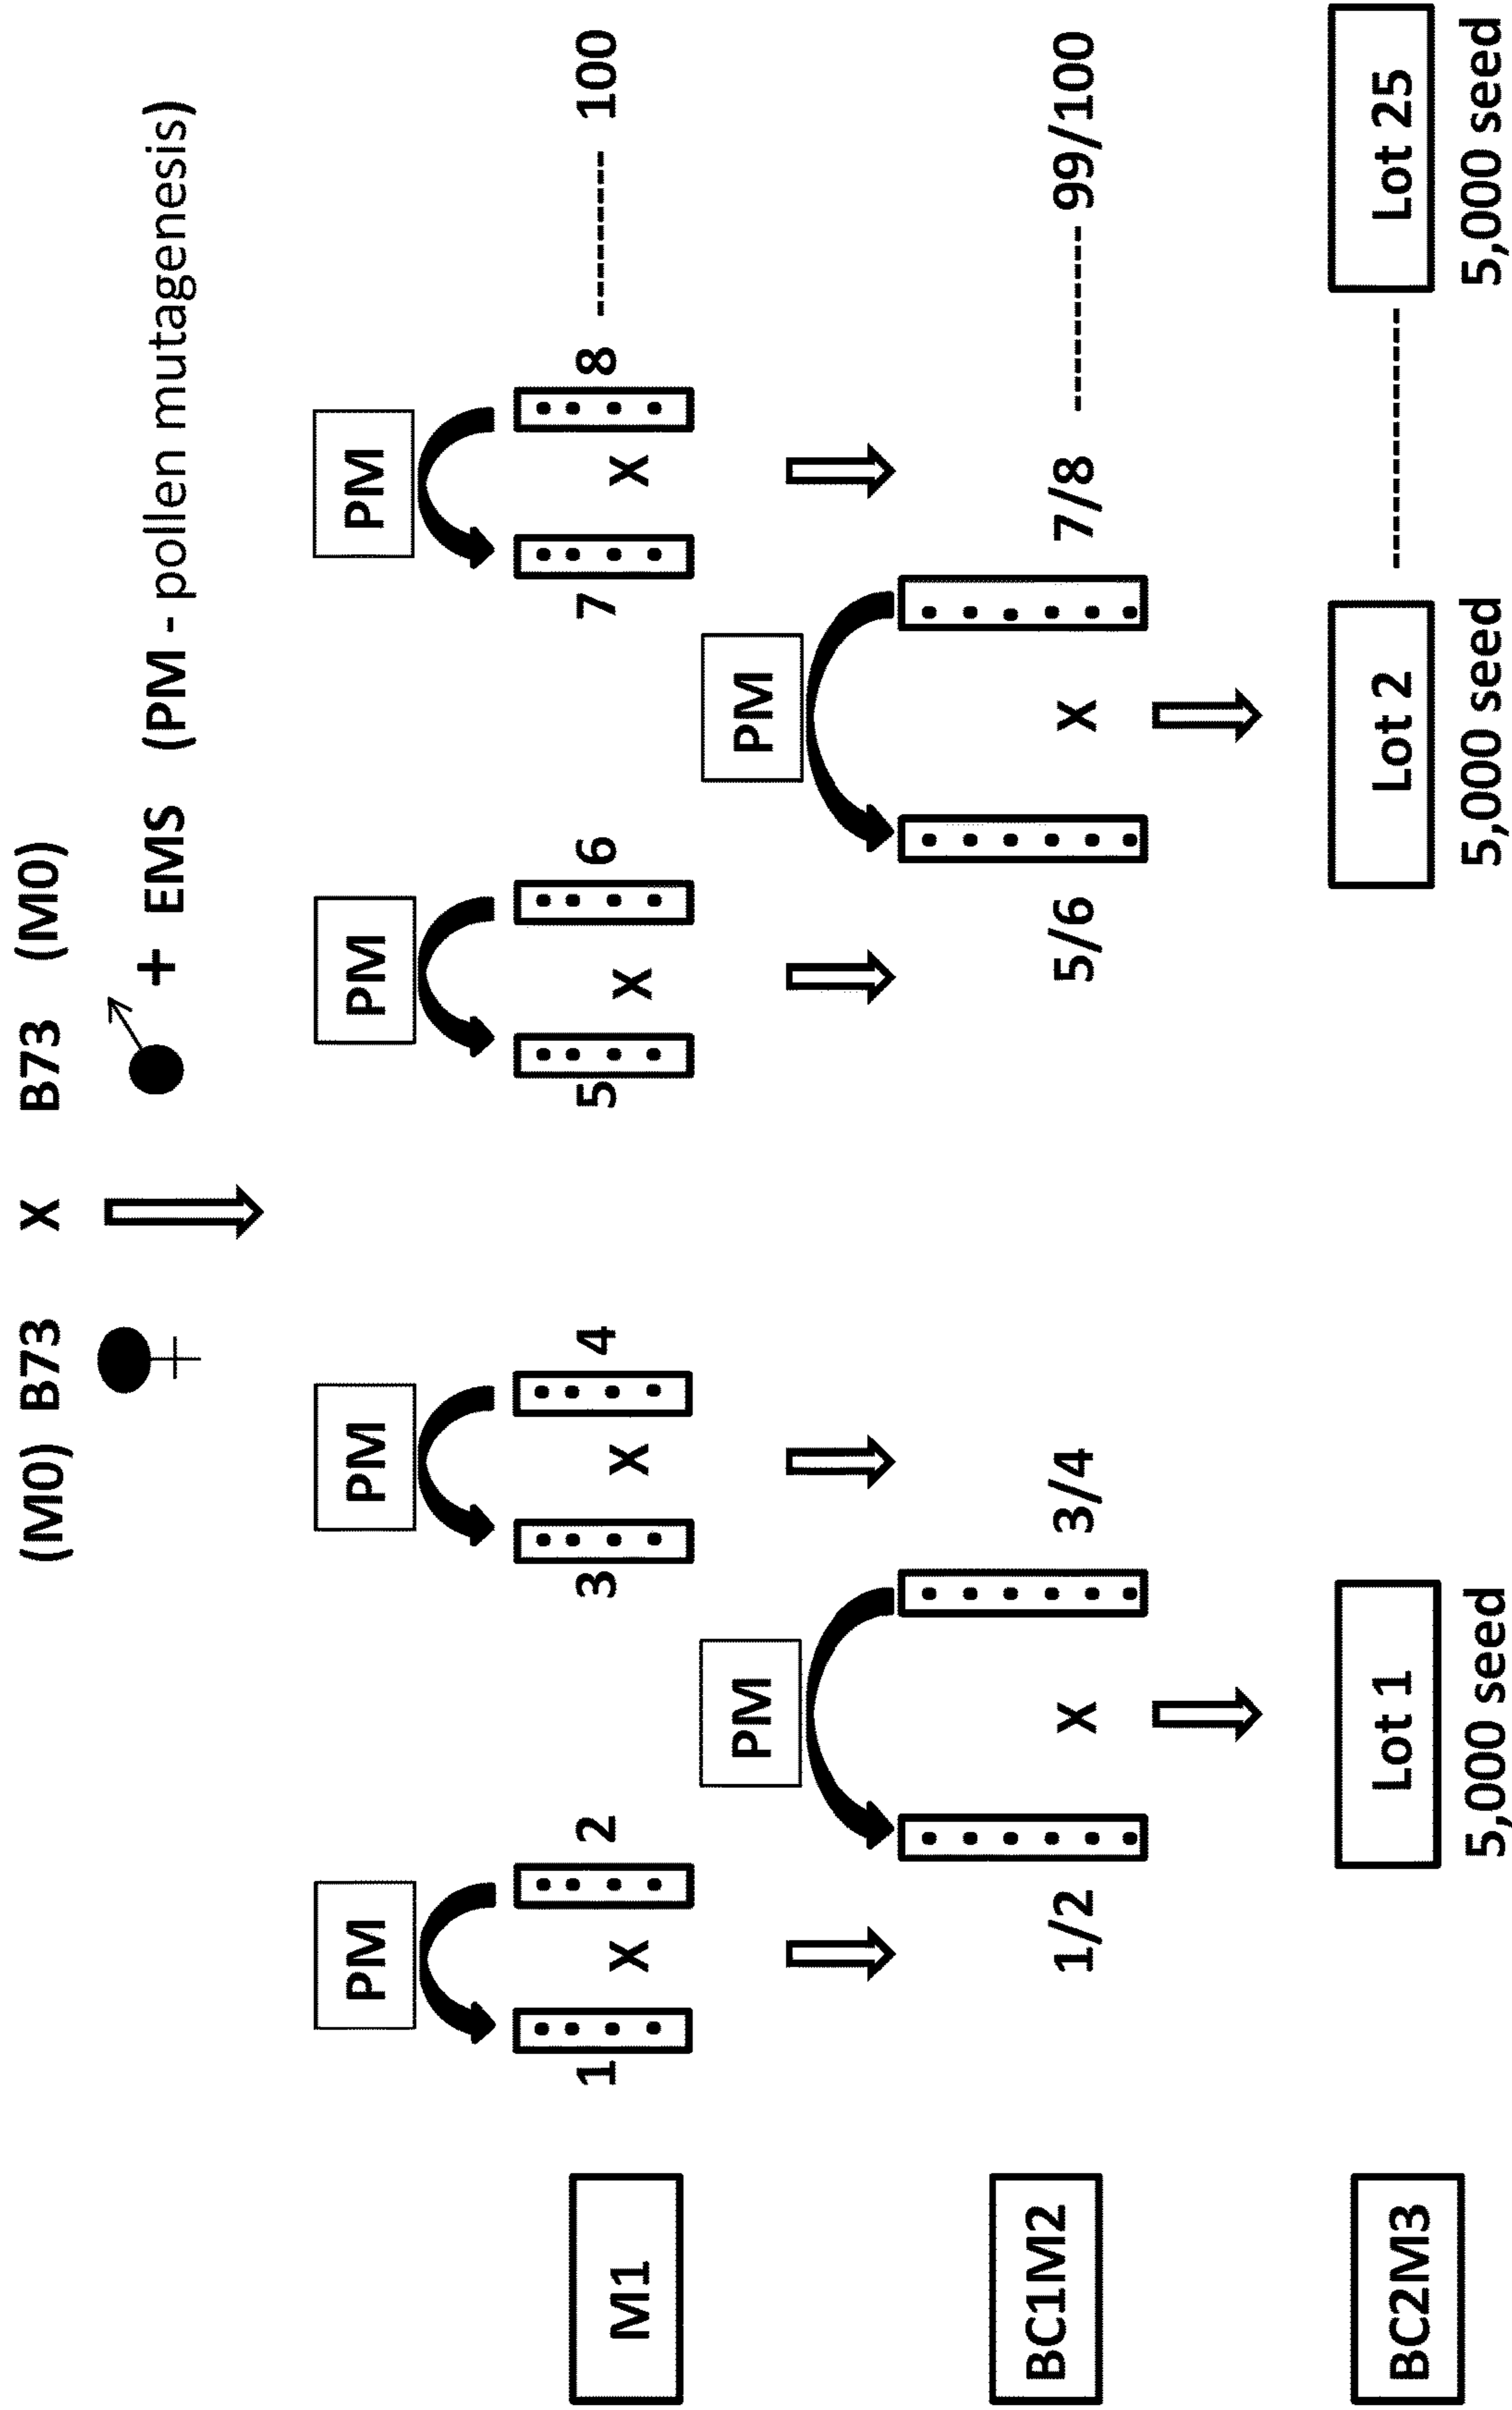 (M0) B73 X B73 (M0)
+ EMS (PM - pollen mutagenesis)
PM PM PM PM
M1 1 X 2 3 X 4 5 X 6 7 X 8 ---------- 100
PM PM
BC1M2 1/2 X 3/4 5/6 X 7/8 ----------- 99/100
BC2M3 Lot 1 Lot 2 ---------------- Lot 25
5,000 seed 5,000 seed 5,000 seed